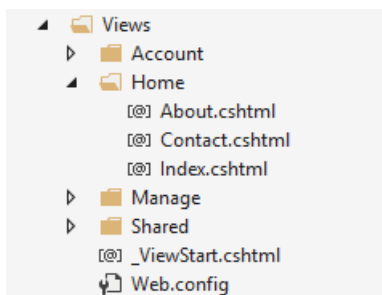 Views
Account
Home
[@] About.cshtml
[@] Contact.cshtml
[@] Index.cshtml
Manage
Shared
[@] _ViewStart.cshtml
Web.config